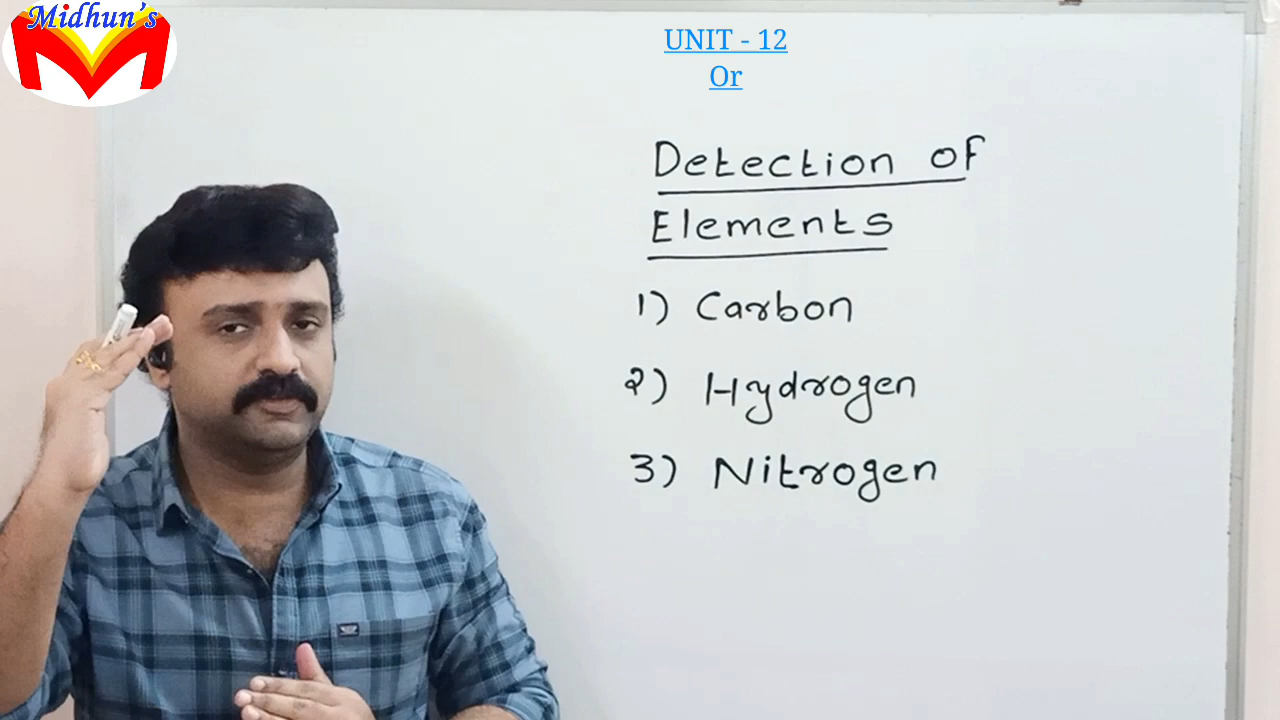 Midhun's
UNIT - 12
Or
Detection of
Elements
1) Carbon
2) Hydrogen
3) Nitrogen